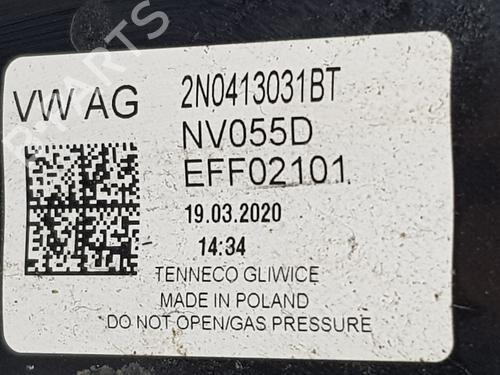 VW AG
2N0413031BT
NV055D
EFF02101
19.03.2020
14:34
TENNECO GLIWICE
MADE IN POLAND
DO NOT OPEN/GAS PRESSURE